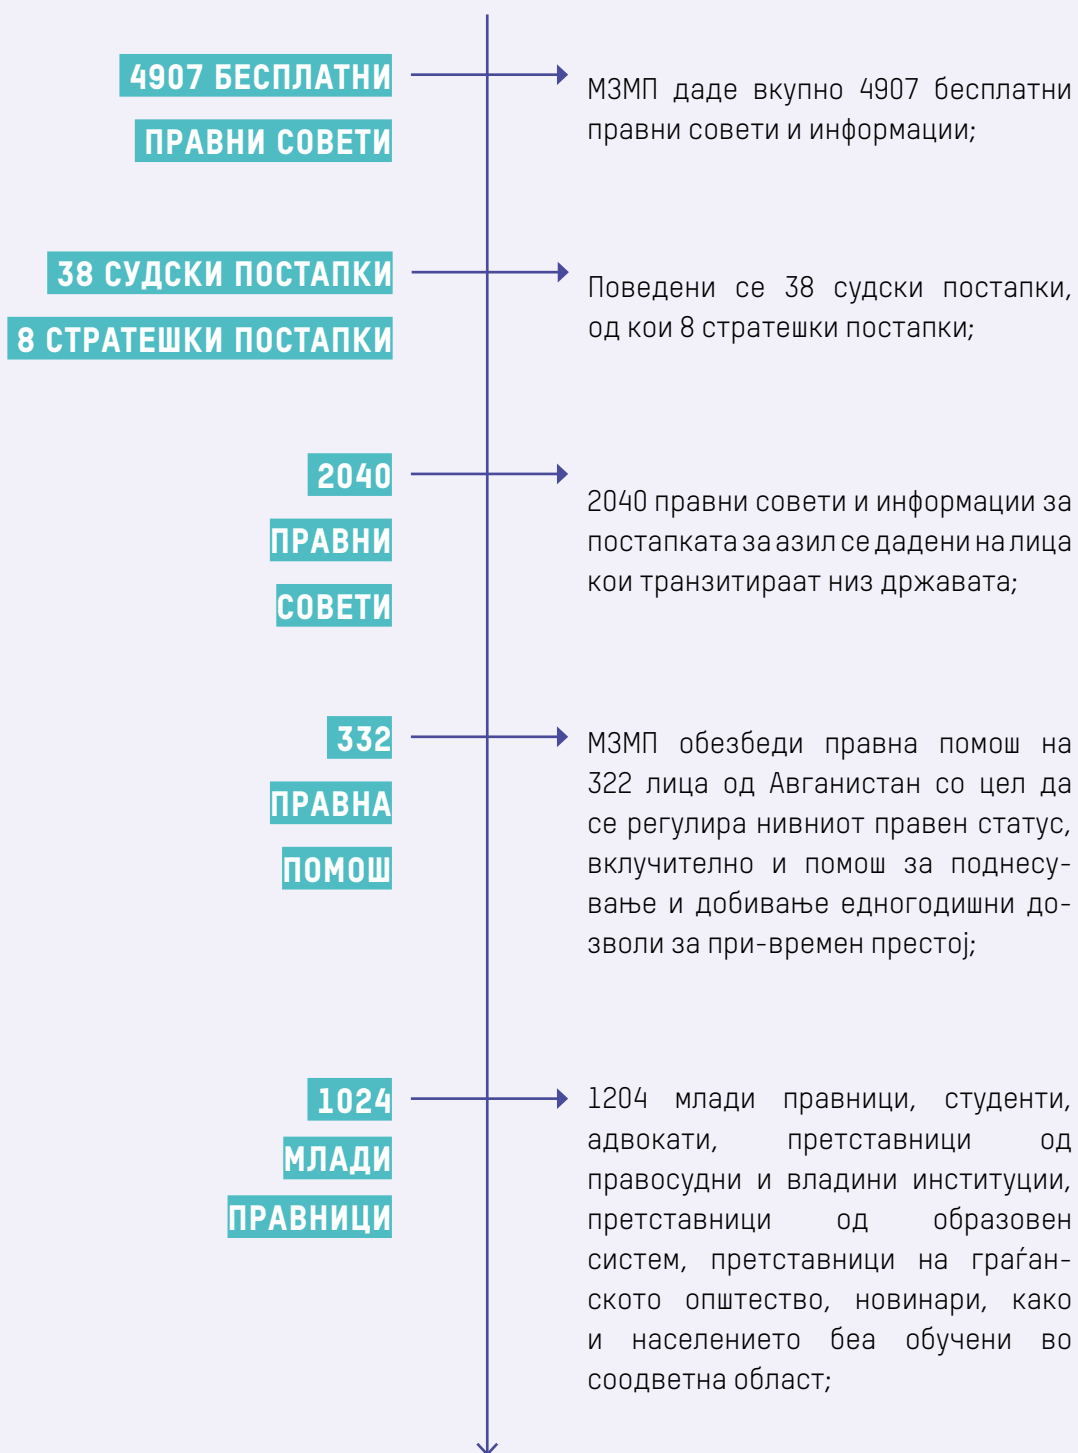 4907 БЕСПЛАТНИ
ПРАВНИ СОВЕТИ
МЗМП даде вкупно 4907 бесплатни
правни совети и информации;
38 СУДСКИ ПОСТАПКИ
8 СТРАТЕШКИ ПОСТАПКИ
Поведени се 38 судски постапки,
од кои 8 стратешки постапки;
2040
ПРАВНИ
СОВЕТИ
2040 правни совети и информации за
постапката за азил се дадени на лица
кои транзитираат низ државата;
332
ПРАВНА
ПОМОШ
МЗМП обезбеди правна помош на
322 лица од Авганистан со цел да
се регулира нивниот правен статус,
вклучително и помош за поднесу-
вање и добивање едногодишни до-
зволи за при-времен престој;
1024
МЛАДИ
ПРАВНИЦИ
1204 млади правници, студенти,
адвокати, претставници од
правосудни и владини институции,
претставници од образовен
систем, претставници на граѓан-
ското општество, новинари, како
и населението беа обучени во
соодветна област;